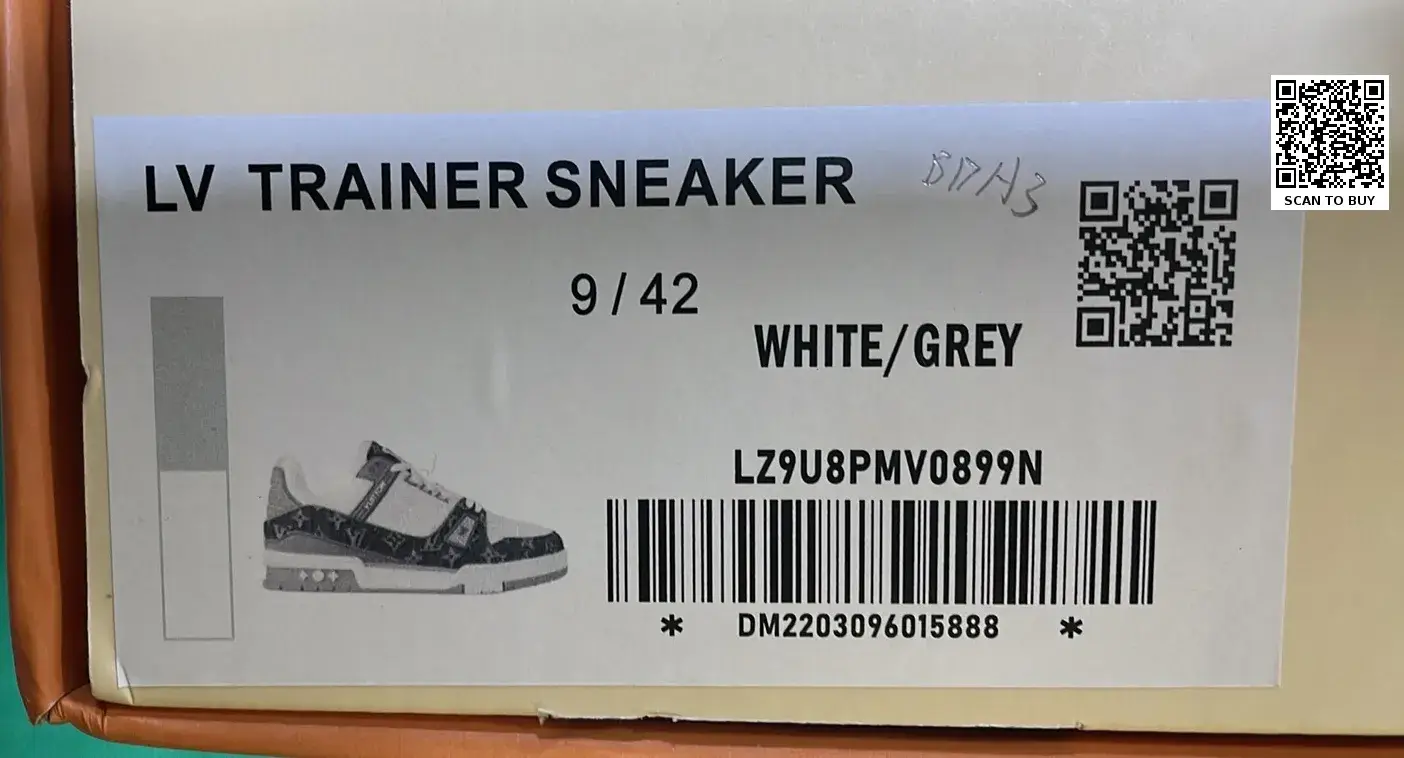 LV TRAINER SNEAKER
SCAN TO BUY
9 / 42
WHITE/GREY
LZ9U8PMV0899N
* DM2203096015888 *